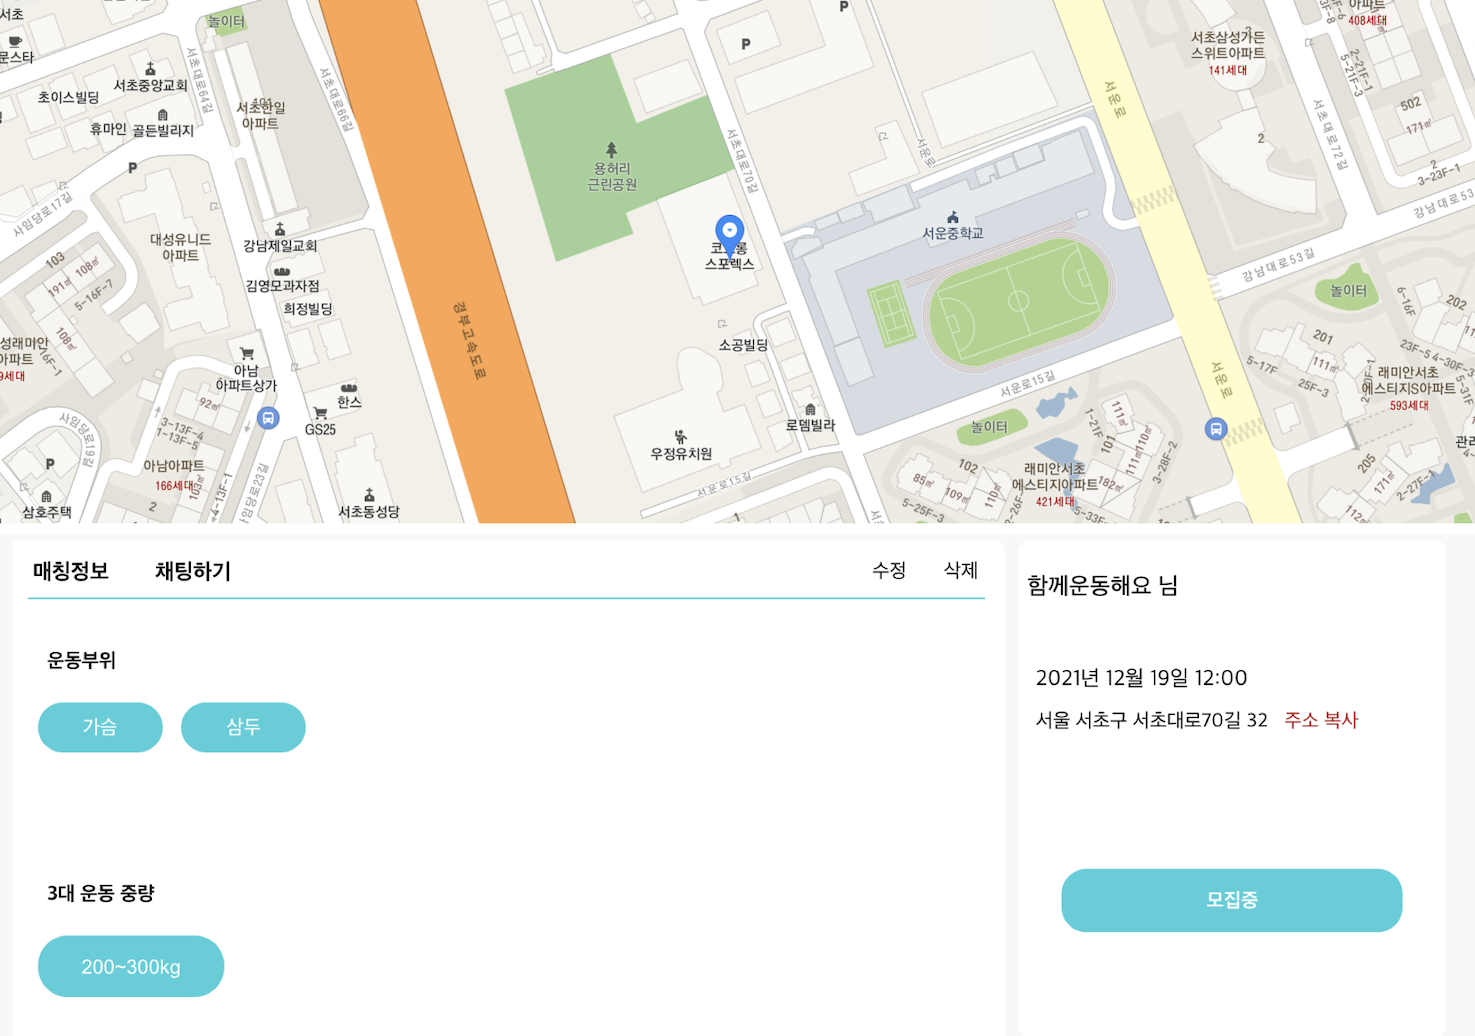 서초
문스타
놀이터
서초대로64길
서초중앙교회
초이스빌딩
휴마인
골든빌리지
서초한일
아파트
서초대로66길
P
사임당로17길
대성유니드
아파트
강남제일교회
김영모과자점
희정빌딩
103
108㎡
191㎡
5-16F-7
108㎡
성래미안
아파트
아남
아파트상가
92㎡
3-13F-4
1-13F-5
한스
GS25
사임당로19길
P
아남아파트
166세대
103㎡
4-13F-1
2
사임당로23길
삼호주택
서초동성당
경부고속도로
용허리
근린공원
P
P
서초대로70길
코오롱
스포렉스
소공빌딩
우정유치원
로뎀빌라
서운로15길
서운로
서운중학교
서운로15길
놀이터
서운로
서운로
서초삼성가든
스위트아파트
141세대
2
아파트
408세대
2-21F-1
5-21F-3
502
171㎡
2
3-23F-1
서초대로72길
강남대로53
강남대로53길
놀이터
6-16F
202
201
111㎡
5-17F
25F-3
23F-5
4-30F-3
래미안서초
에스티지S아파트
593세대
205
171㎡
2-27F-1
112㎡
관리
102
85㎡
109㎡
110㎡
5-25F-3
래미안서초
에스티지아파트
421세대
111㎡
1-21F
101
110㎡
111㎡
182㎡
3-28F-2
매칭정보
채팅하기
수정
삭제
운동부위
가슴
삼두
3대 운동 중량
200~300kg
함께운동해요 님
2021년 12월 19일 12:00
서울 서초구 서초대로70길 32 주소 복사
모집중